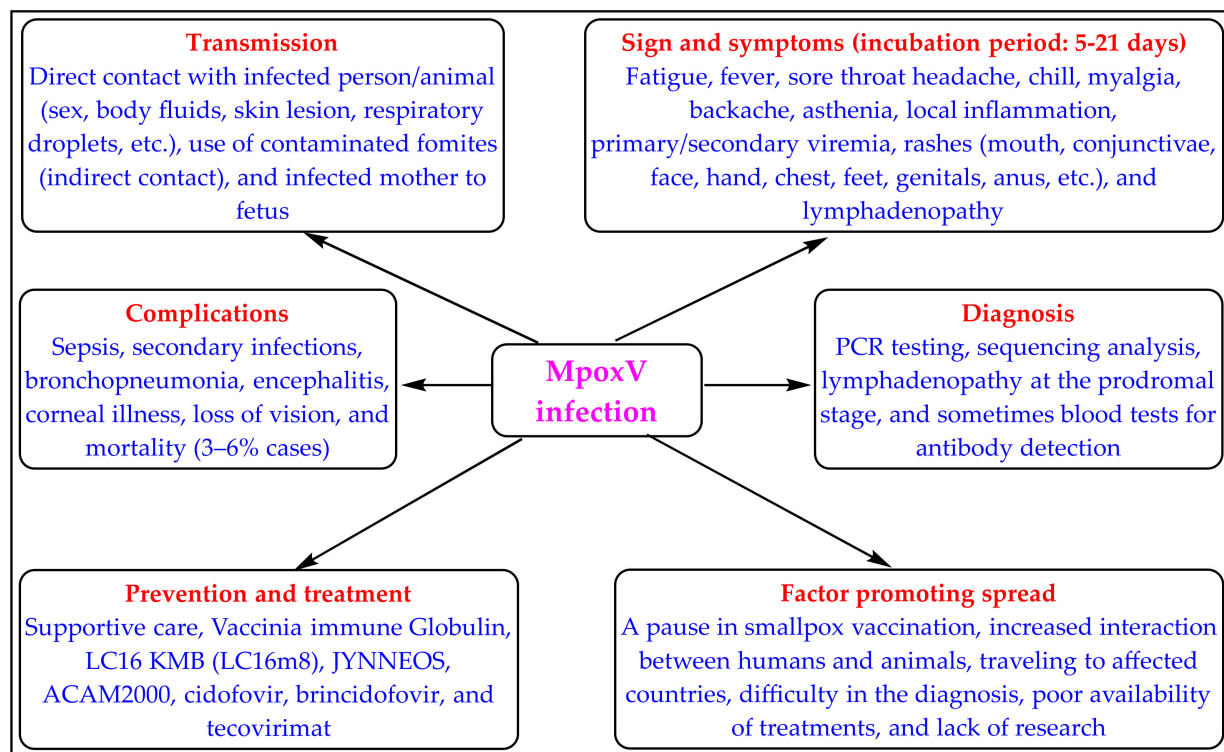 Transmission
Direct contact with infected person/animal
(sex, body fluids, skin lesion, respiratory
droplets, etc.), use of contaminated fomites
(indirect contact), and infected mother to
fetus
Sign and symptoms (incubation period: 5-21 days)
Fatigue, fever, sore throat headache, chill, myalgia,
backache, asthenia, local inflammation,
primary/secondary viremia, rashes (mouth, conjunctivae,
face, hand, chest, feet, genitals, anus, etc.), and
lymphadenopathy
Complications
Sepsis, secondary infections,
bronchopneumonia, encephalitis,
corneal illness, loss of vision, and
mortality (3–6% cases)
MpoxV
infection
Diagnosis
PCR testing, sequencing analysis,
lymphadenopathy at the prodromal
stage, and sometimes blood tests for
antibody detection
Prevention and treatment
Supportive care, Vaccinia immune Globulin,
LC16 KMB (LC16m8), JYNNEOS,
ACAM2000, cidofovir, brincidofovir, and
tecovirimat
Factor promoting spread
A pause in smallpox vaccination, increased interaction
between humans and animals, traveling to affected
countries, difficulty in the diagnosis, poor availability
of treatments, and lack of research